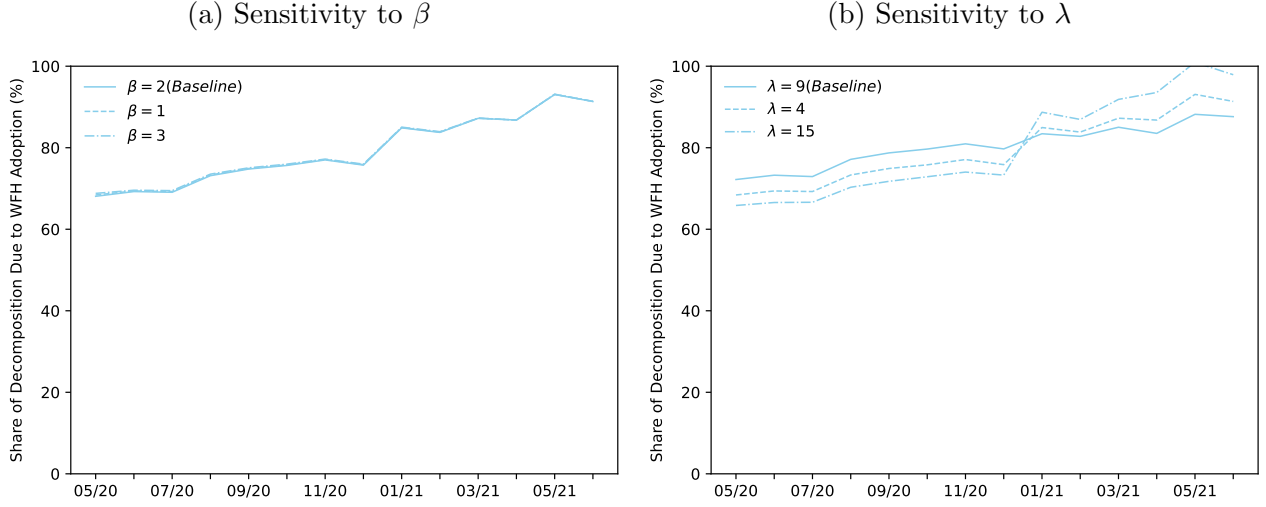 (a) Sensitivity to β
Share of Decomposition Due to WFH Adoption (%)
100
80
60
40
20
0
β = 2(Baseline)
β = 1
β = 3
05/20 07/20 09/20 11/20 01/21 03/21 05/21
(b) Sensitivity to λ
Share of Decomposition Due to WFH Adoption (%)
100
80
60
40
20
0
λ = 9(Baseline)
λ = 4
λ = 15
05/20 07/20 09/20 11/20 01/21 03/21 05/21